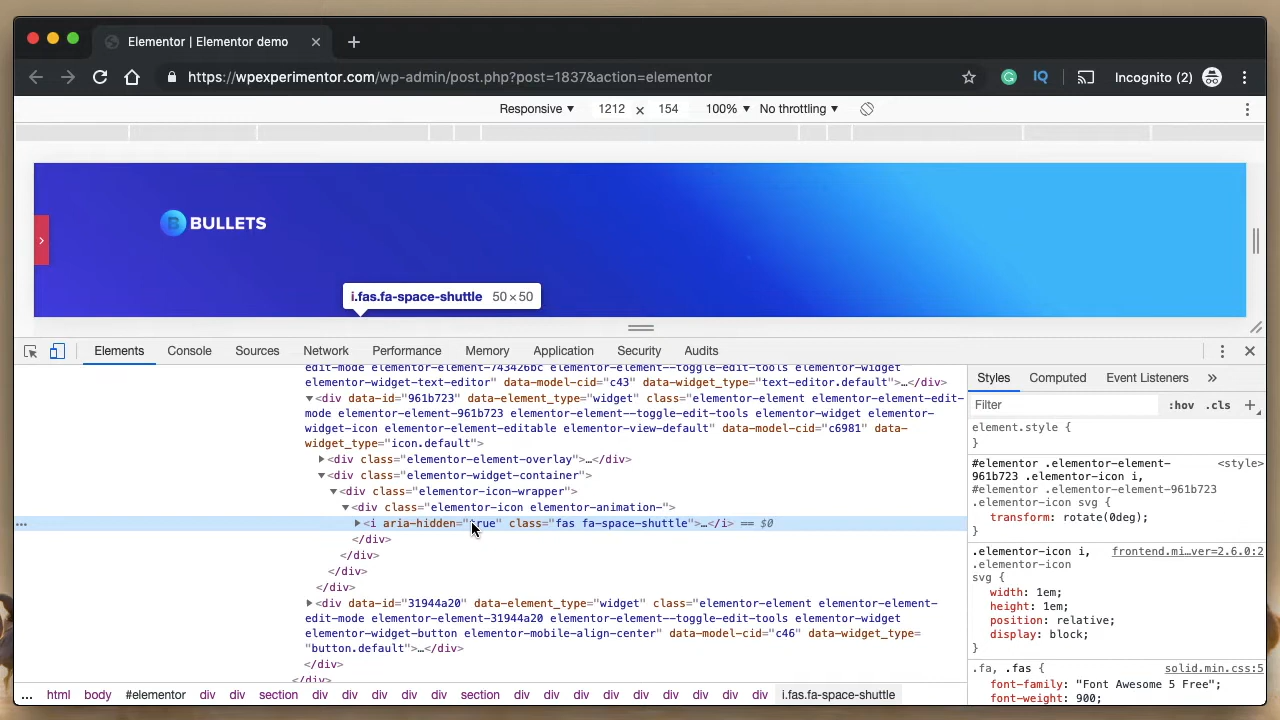 Elementor | Elementor demo
https://wpexperimentor.com/wp-admin/post.php?post=1837&action=elementor
IQ
Incognito (2)
Responsive ▾ 1212 × 154 100% ▾ No throttling ▾
B BULLETS
i.fas.fa-space-shuttle 50 × 50
Elements Console Sources Network Performance Memory Application Security Audits
edit-mode elementor-element-743426bc elementor-element--toggle-edit-tools elementor-widget
elementor-widget-text-editor" data-model-cid="c43" data-widget_type="text-editor.default">…</div>
▼<div data-id="961b723" data-element_type="widget" class="elementor-element elementor-element-edit-
mode elementor-element-961b723 elementor-element--toggle-edit-tools elementor-widget elementor-
widget-icon elementor-element-editable elementor-view-default" data-model-cid="c6981" data-
widget_type="icon.default">
▶<div class="elementor-element-overlay">…</div>
▼<div class="elementor-widget-container">
▼<div class="elementor-icon-wrapper">
▼<div class="elementor-icon elementor-animation-">
… ▶<i aria-hidden="true" class="fas fa-space-shuttle">…</i> == $0
</div>
</div>
</div>
</div>
▶<div data-id="31944a20" data-element_type="widget" class="elementor-element elementor-element-
edit-mode elementor-element-31944a20 elementor-element--toggle-edit-tools elementor-widget
elementor-widget-button elementor-mobile-align-center" data-model-cid="c46" data-widget_type=
"button.default">…</div>
</div>
</div>
... html body #elementor div div section div div div div div section div div div div div div div div div i.fas.fa-space-shuttle
Styles Computed Event Listeners »
Filter :hov .cls +
element.style {
}
#elementor .elementor-element- <style>
961b723 .elementor-icon i,
#elementor .elementor-element-961b723
.elementor-icon svg {
transform: rotate(0deg);
}
.elementor-icon i, frontend.mi…ver=2.6.0:2
.elementor-icon
svg {
width: 1em;
height: 1em;
position: relative;
display: block;
}
.fa, .fas { solid.min.css:5
font-family: "Font Awesome 5 Free";
font-weight: 900;